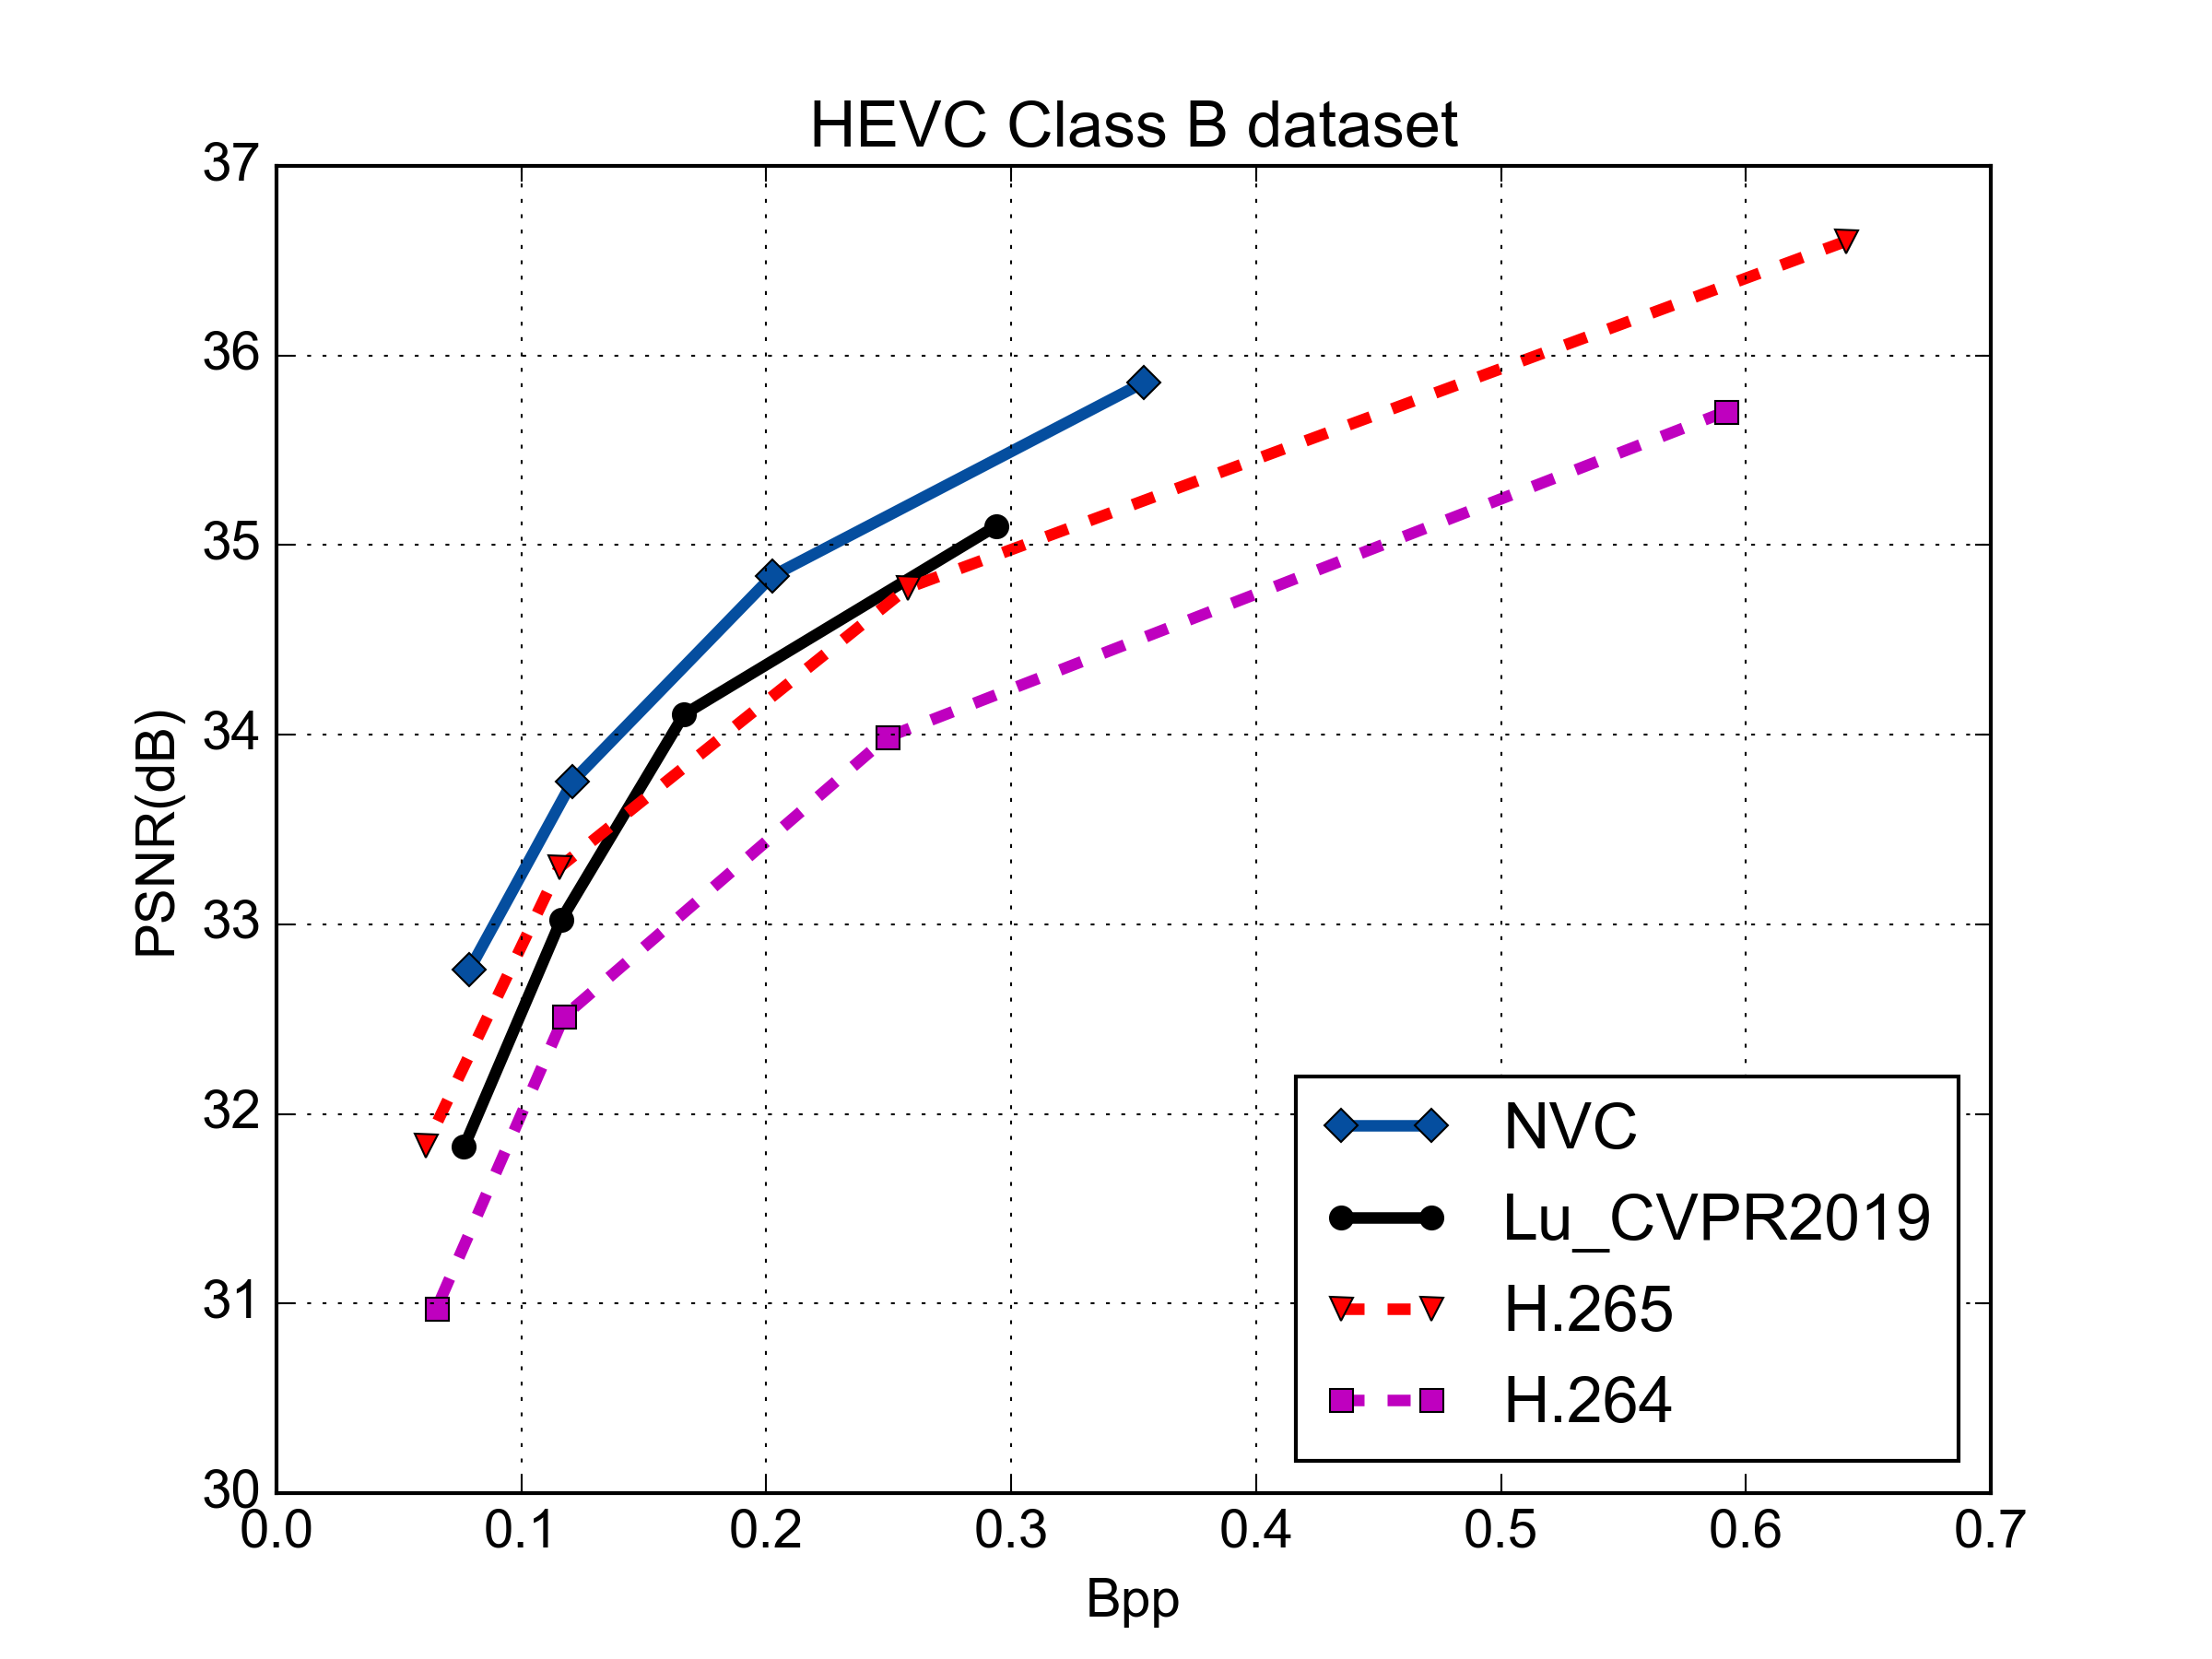 HEVC Class B dataset
37
36
35
34
33
32
31
30
PSNR(dB)
0.0 0.1 0.2 0.3 0.4 0.5 0.6 0.7
Bpp
NVC
Lu_CVPR2019
H.265
H.264